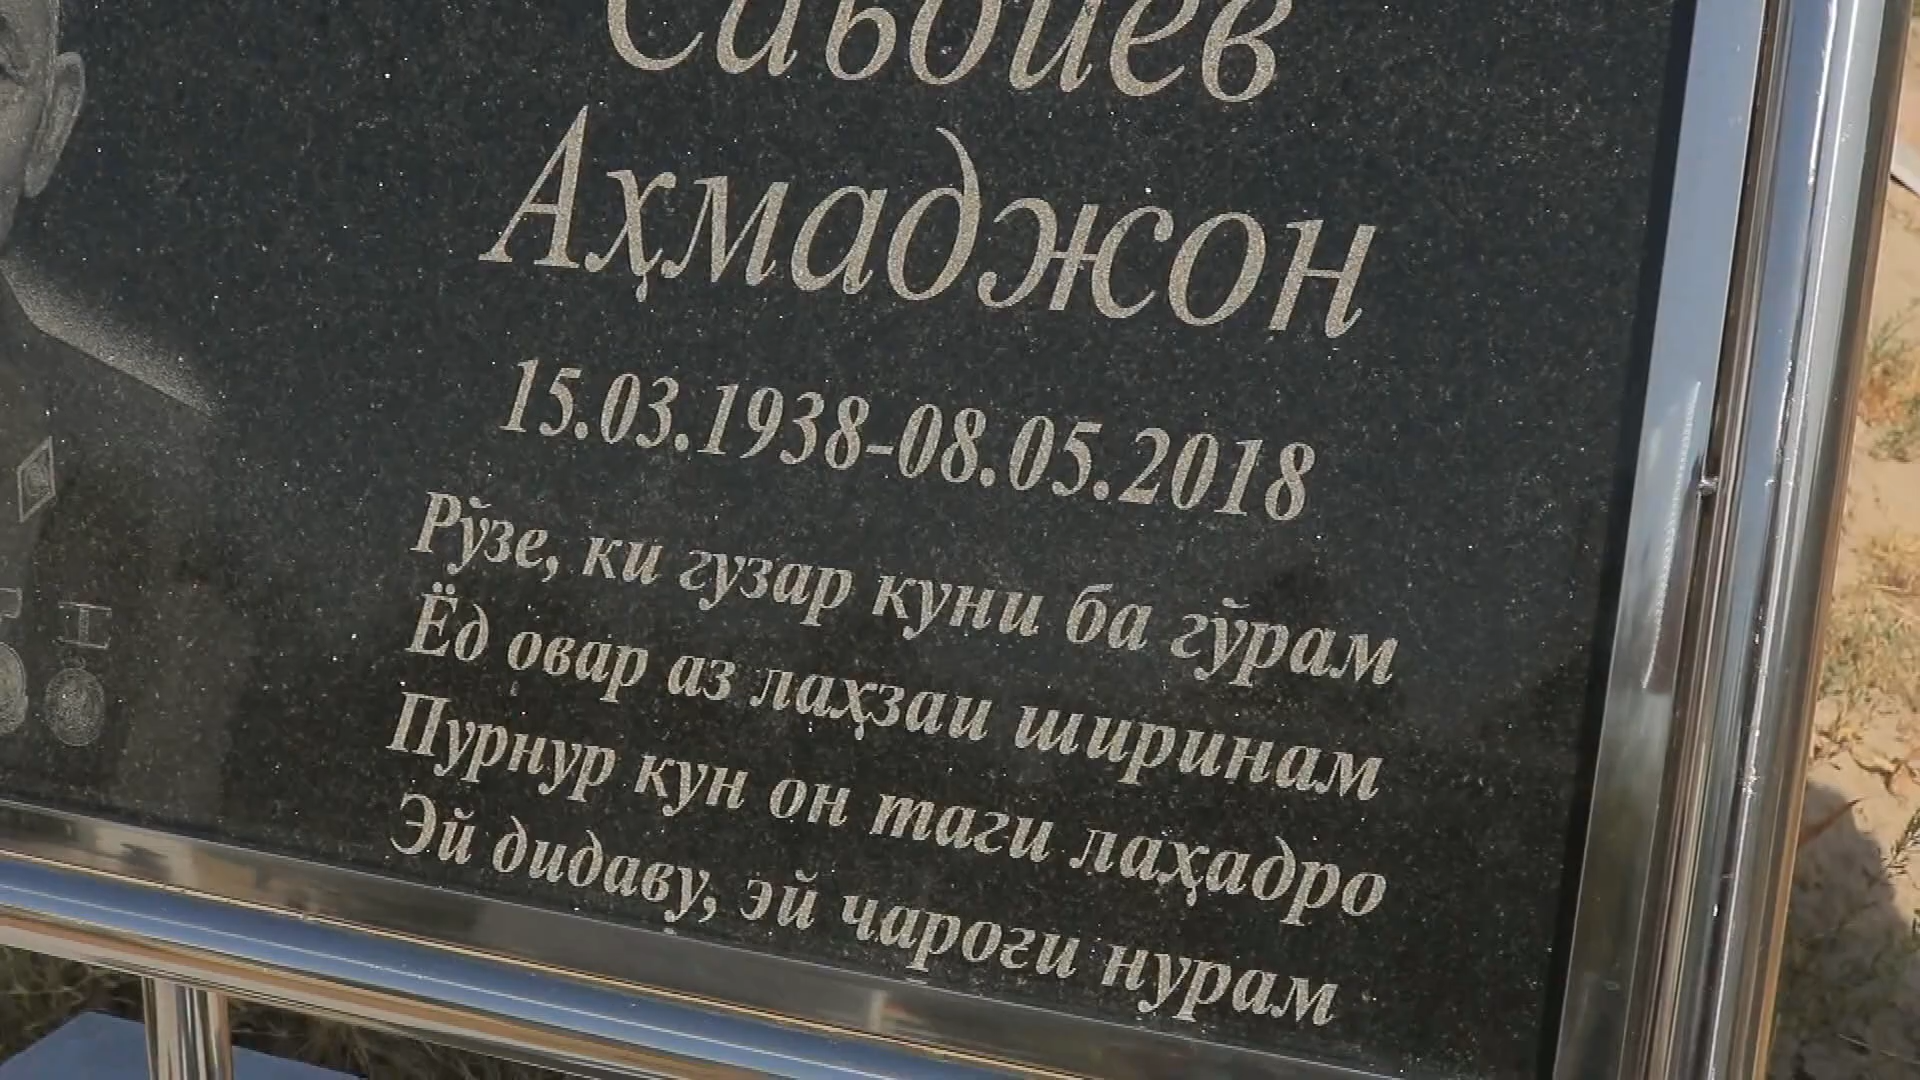 Аҳмаджон
15.03.1938-08.05.2018
Рӯзе, ки гузар куни ба гӯрам
Ёд овар аз лаҳзаи ширинам
Пурнур кун он таги лаҳадро
Эй дидаву, эй чароғи нурам